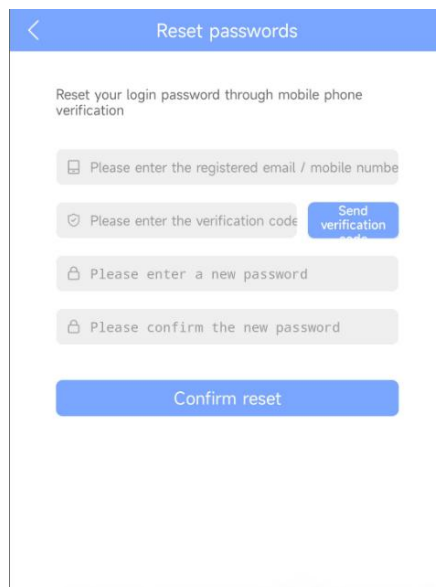 Reset passwords
Reset your login password through mobile phone
verification
Please enter the registered email / mobile numbe
Please enter the verification code
Send
verification
code
Please enter a new password
Please confirm the new password
Confirm reset